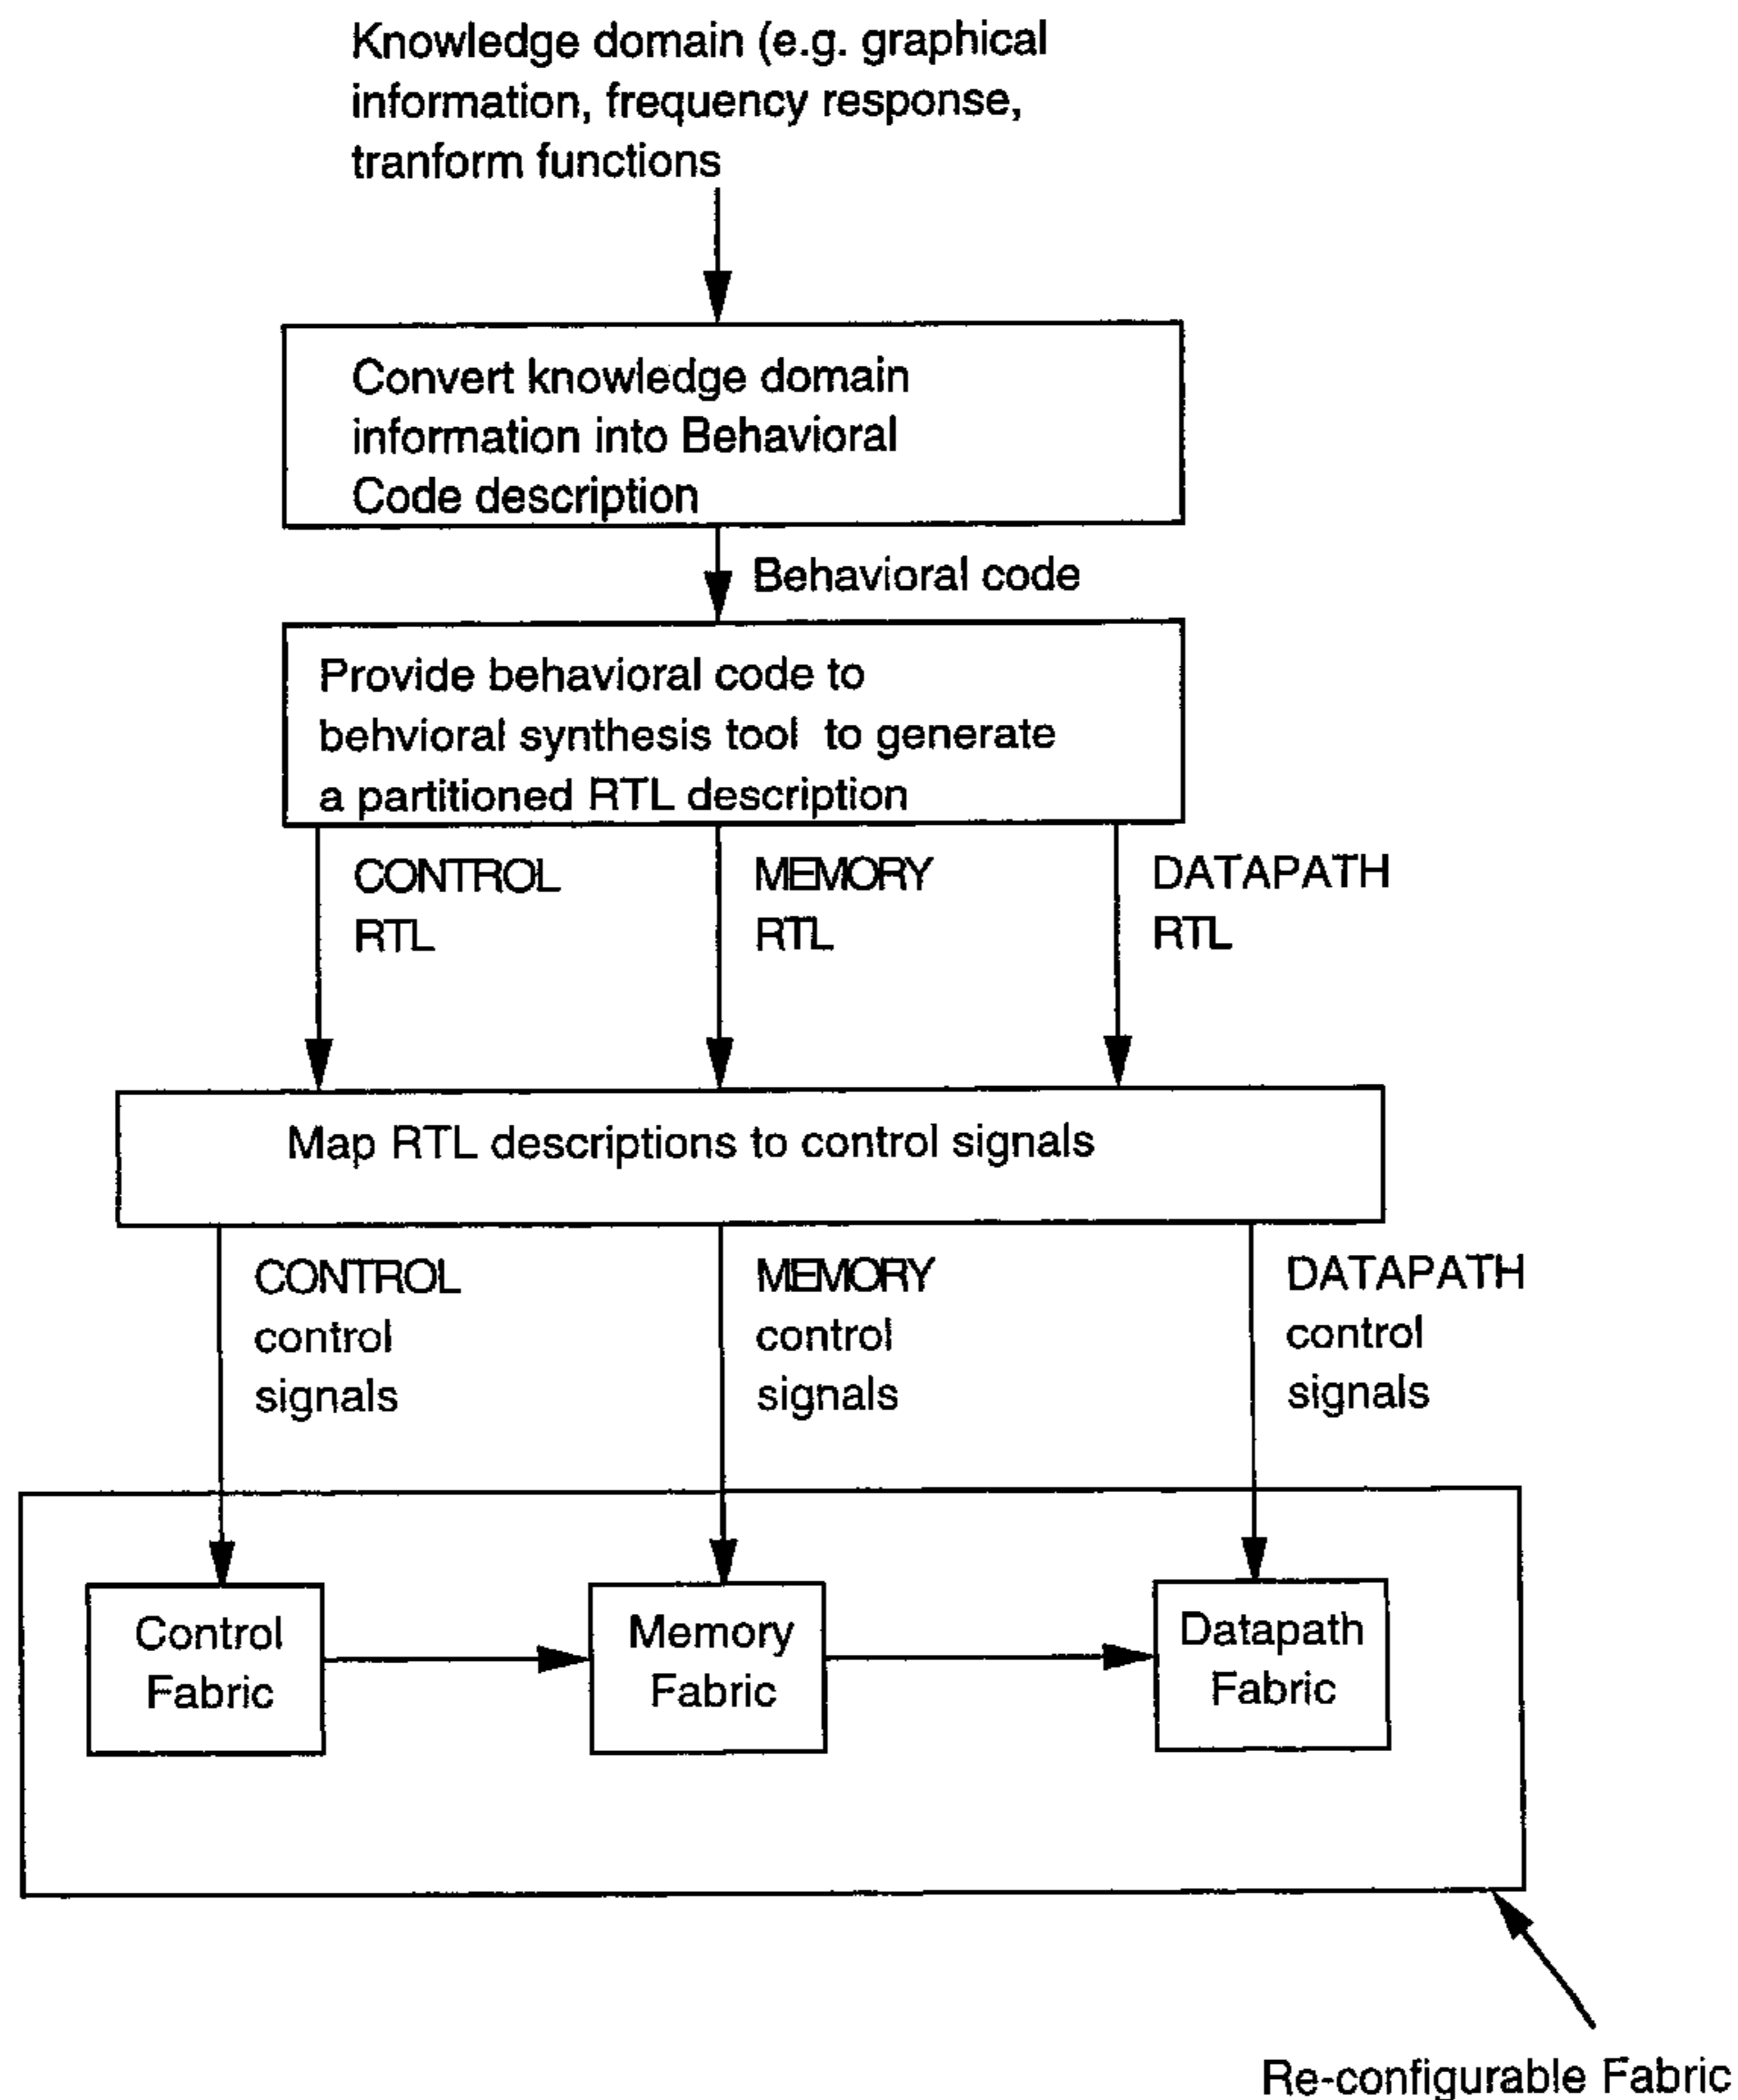 Knowledge domain (e.g. graphical
information, frequency response,
tranform functions
Convert knowledge domain
information into Behavioral
Code description
Behavioral code
Provide behavioral code to
behvioral synthesis tool to generate
a partitioned RTL description
CONTROL
RTL
MEMORY
RTL
DATAPATH
RTL
Map RTL descriptions to control signals
CONTROL
control
signals
MEMORY
control
signals
DATAPATH
control
signals
Control
Fabric
Memory
Fabric
Datapath
Fabric
Re-configurable Fabric